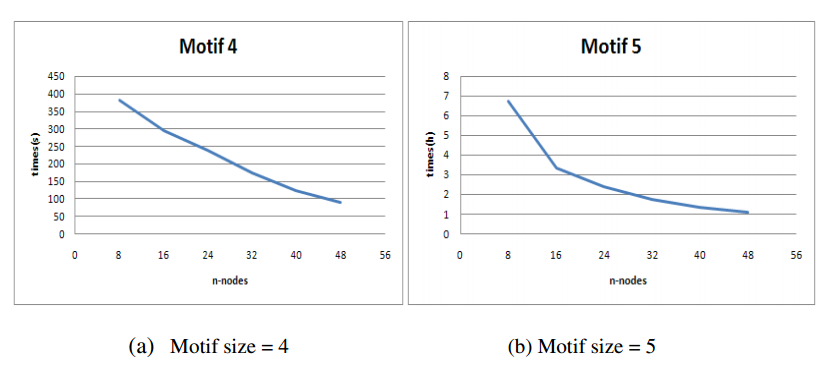 Motif 4
450
400
350
300
250
200
150
100
50
0
times(s)
0 8 16 24 32 40 48 56
n-nodes
Motif 5
8
7
6
5
4
3
2
1
0
times(h)
0 8 16 24 32 40 48 56
n-nodes
(a) Motif size = 4
(b) Motif size = 5